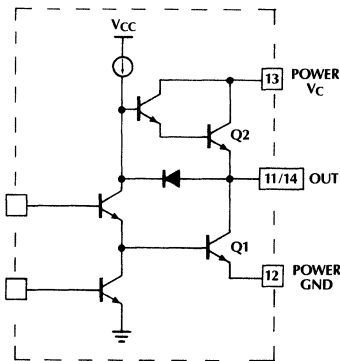 VCC
13 POWER
VC
Q2
11/14 OUT
Q1
12 POWER
GND